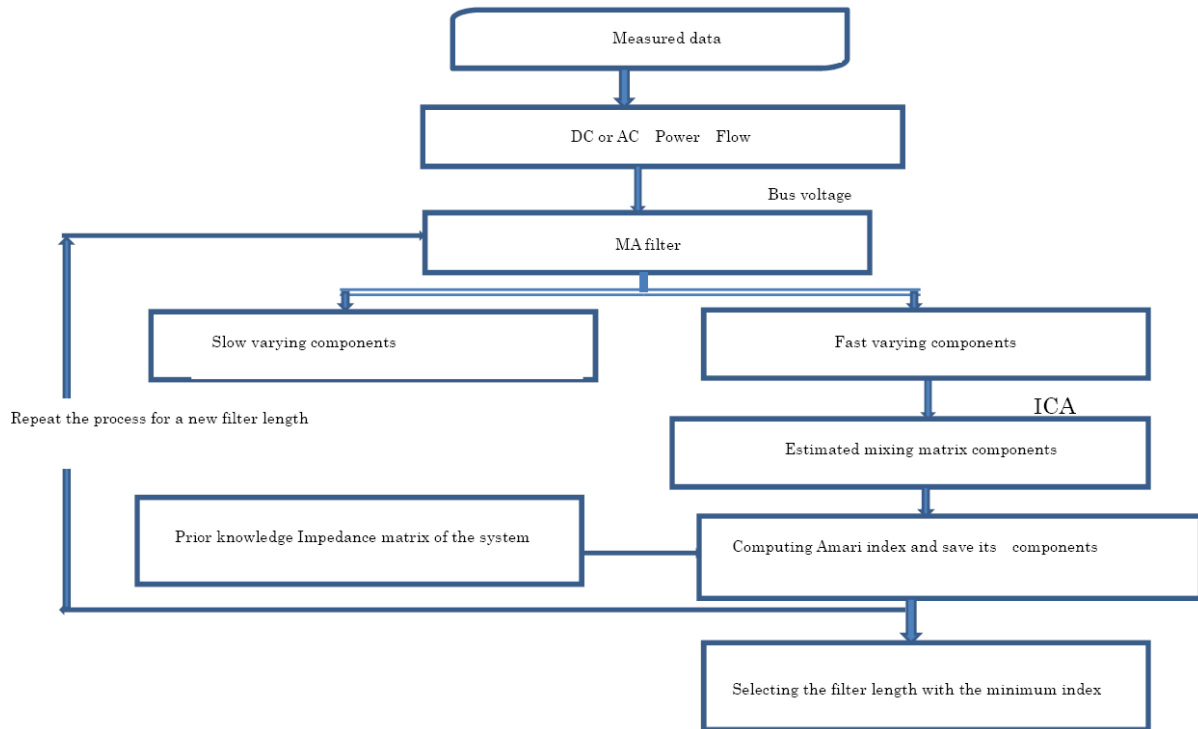 Measured data
DC or AC Power Flow
Bus voltage
MA filter
Slow varying components
Fast varying components
ICA
Repeat the process for a new filter length
Estimated mixing matrix components
Prior knowledge Impedance matrix of the system
Computing Amari index and save its components
Selecting the filter length with the minimum index